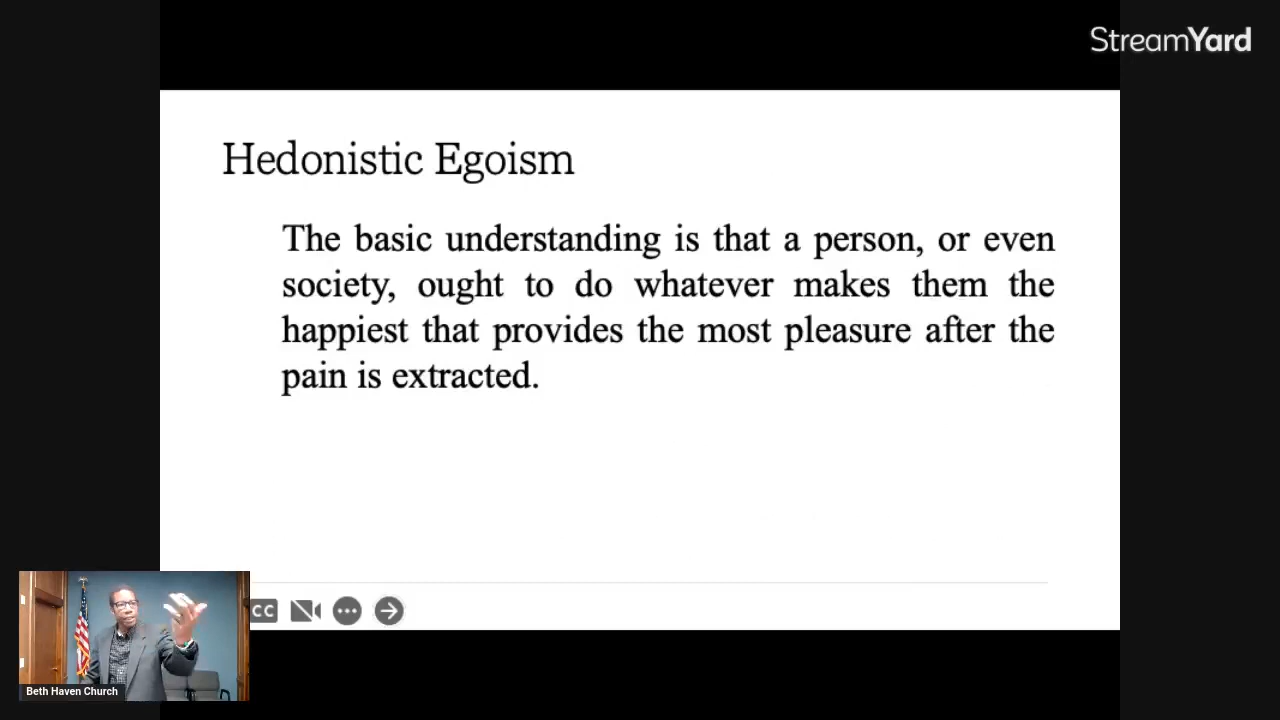 StreamYard
Hedonistic Egoism
The basic understanding is that a person, or even
society, ought to do whatever makes them the
happiest that provides the most pleasure after the
pain is extracted.
CC
Beth Haven Church